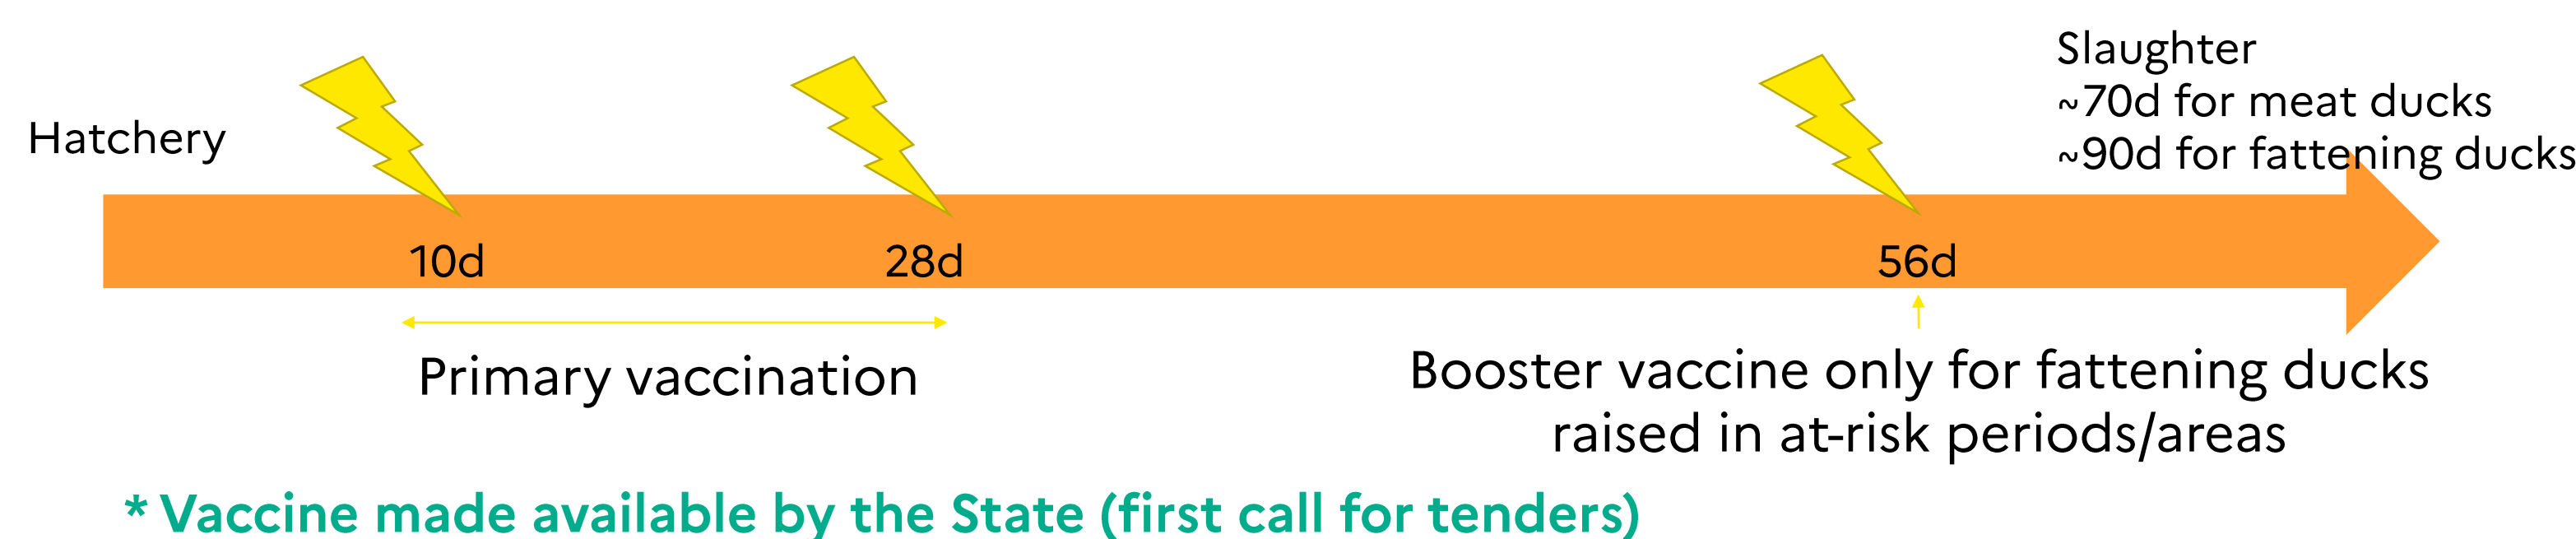 Slaughter
~70d for meat ducks
~90d for fattening ducks
Hatchery
10d
28d
56d
Primary vaccination
Booster vaccine only for fattening ducks
raised in at-risk periods/areas
* Vaccine made available by the State (first call for tenders)